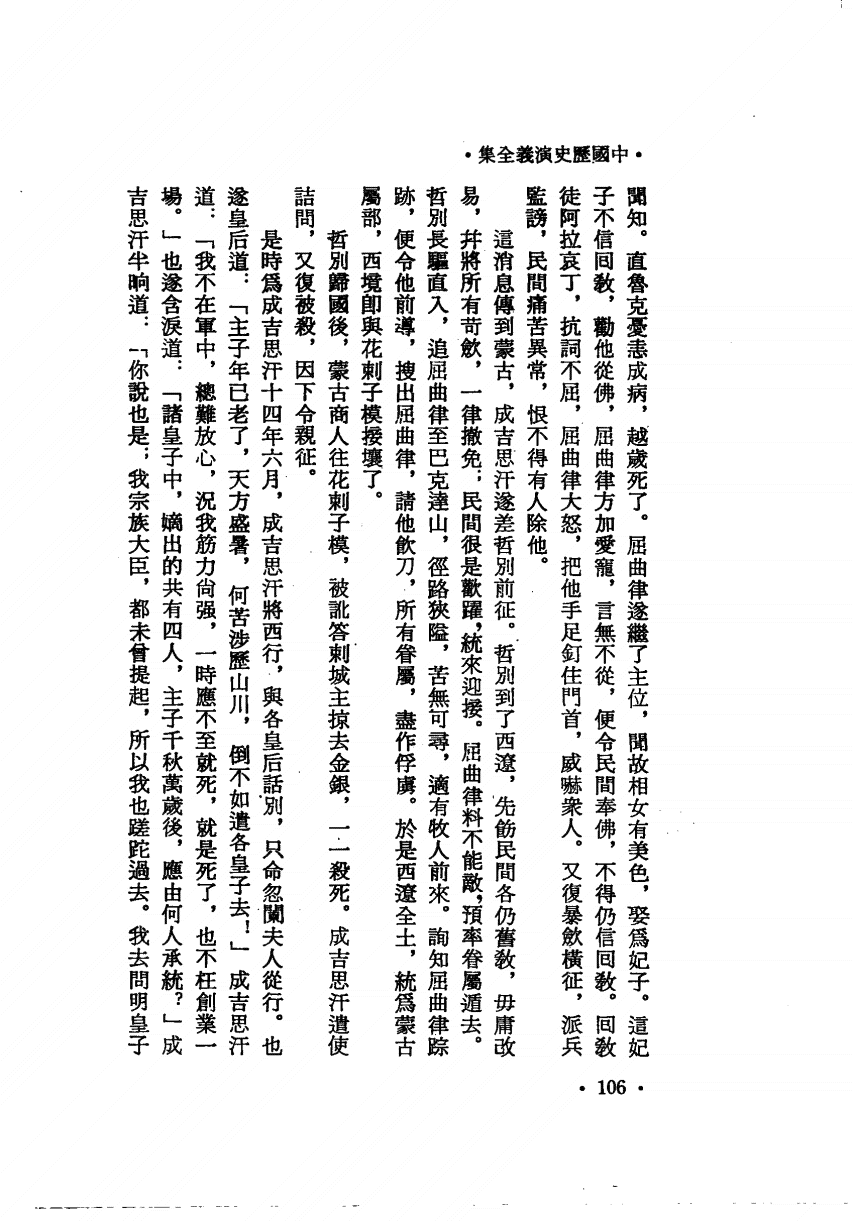 ·中國歷史演義全集·
聞知。直魯克憂恚成病，越歲死了。屈曲律遂繼了主位，聞故相女有美色，娶爲妃子。這妃
子不信回教，勸他從佛，屈曲律方加愛寵，言無不從，便令民間奉佛，不得仍信回教。回教
徒阿拉哀丁，抗詞不屈，屈曲律大怒，把他手足釘住門首，威嚇衆人。又復暴斂橫征，派兵
監謗，民間痛苦異常，恨不得有人除他。
這消息傳到蒙古，成吉思汗遂差哲別前征。哲別到了西遼，先飭民間各仍舊教，毋庸改
易，幷將所有苛斂，一律撤免；民間很是歡躍，統來迎接。屈曲律料不能敵，預率眷屬遁去。
哲別長驅直入，追屈曲律至巴克達山，徑路狹隘，苦無可尋，適有牧人前來。詢知屈曲律踪
跡，便令他前導，搜出屈曲律，請他飮刀，所有眷屬，盡作俘虜。於是西遼全土，統爲蒙古
屬部，西境卽與花剌子模接壤了。
哲別歸國後，蒙古商人往花剌子模，被訛答剌城主掠去金銀，一一殺死。成吉思汗遣使
詰問，又復被殺，因下令親征。
是時爲成吉思汗十四年六月，成吉思汗將西行，與各皇后話別，只命忽闌夫人從行。也
遂皇后道：「主子年已老了，天方盛暑，何苦涉歷山川，倒不如遣各皇子去！」成吉思汗
道：「我不在軍中，總難放心，況我筋力尙强，一時應不至就死，就是死了，也不枉創業一
場。」也遂含淚道：「諸皇子中，嫡出的共有四人，主子千秋萬歲後，應由何人承統？」成
吉思汗半晌道：「你說也是；我宗族大臣，都未曾提起，所以我也蹉跎過去。我去問明皇子
·106·